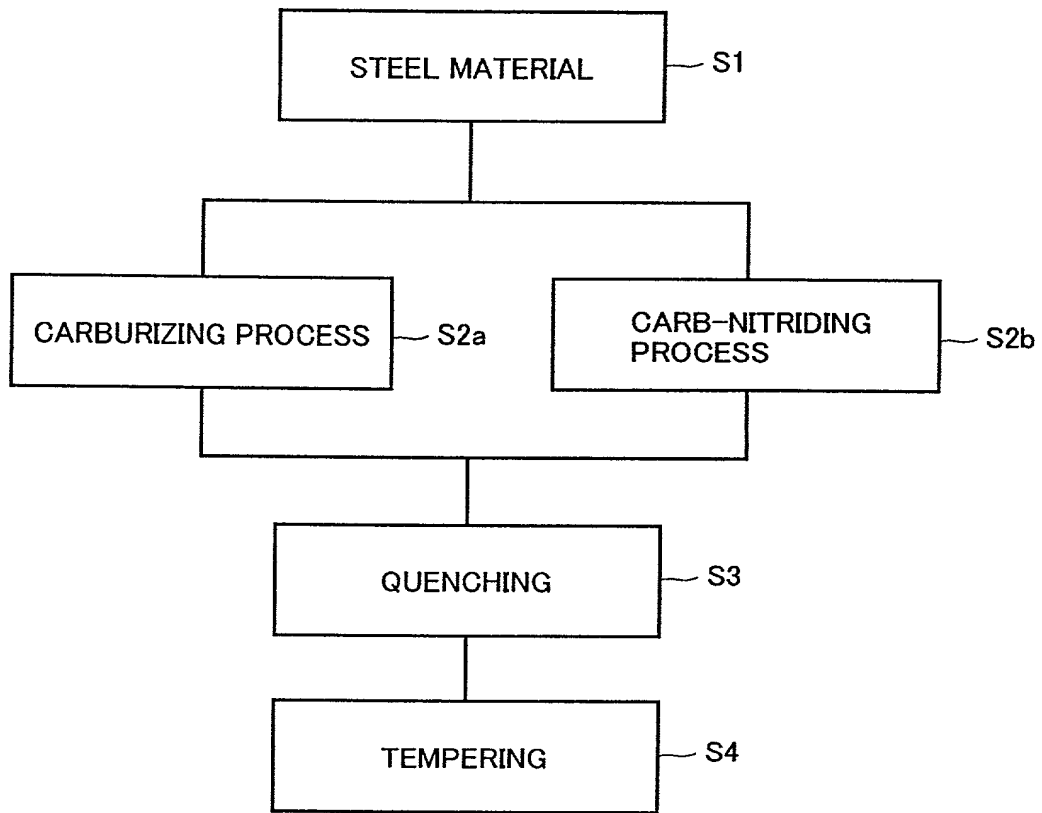 STEEL MATERIAL
S1
CARBURIZING PROCESS
S2a
CARB-NITRIDING
PROCESS
S2b
QUENCHING
S3
TEMPERING
S4